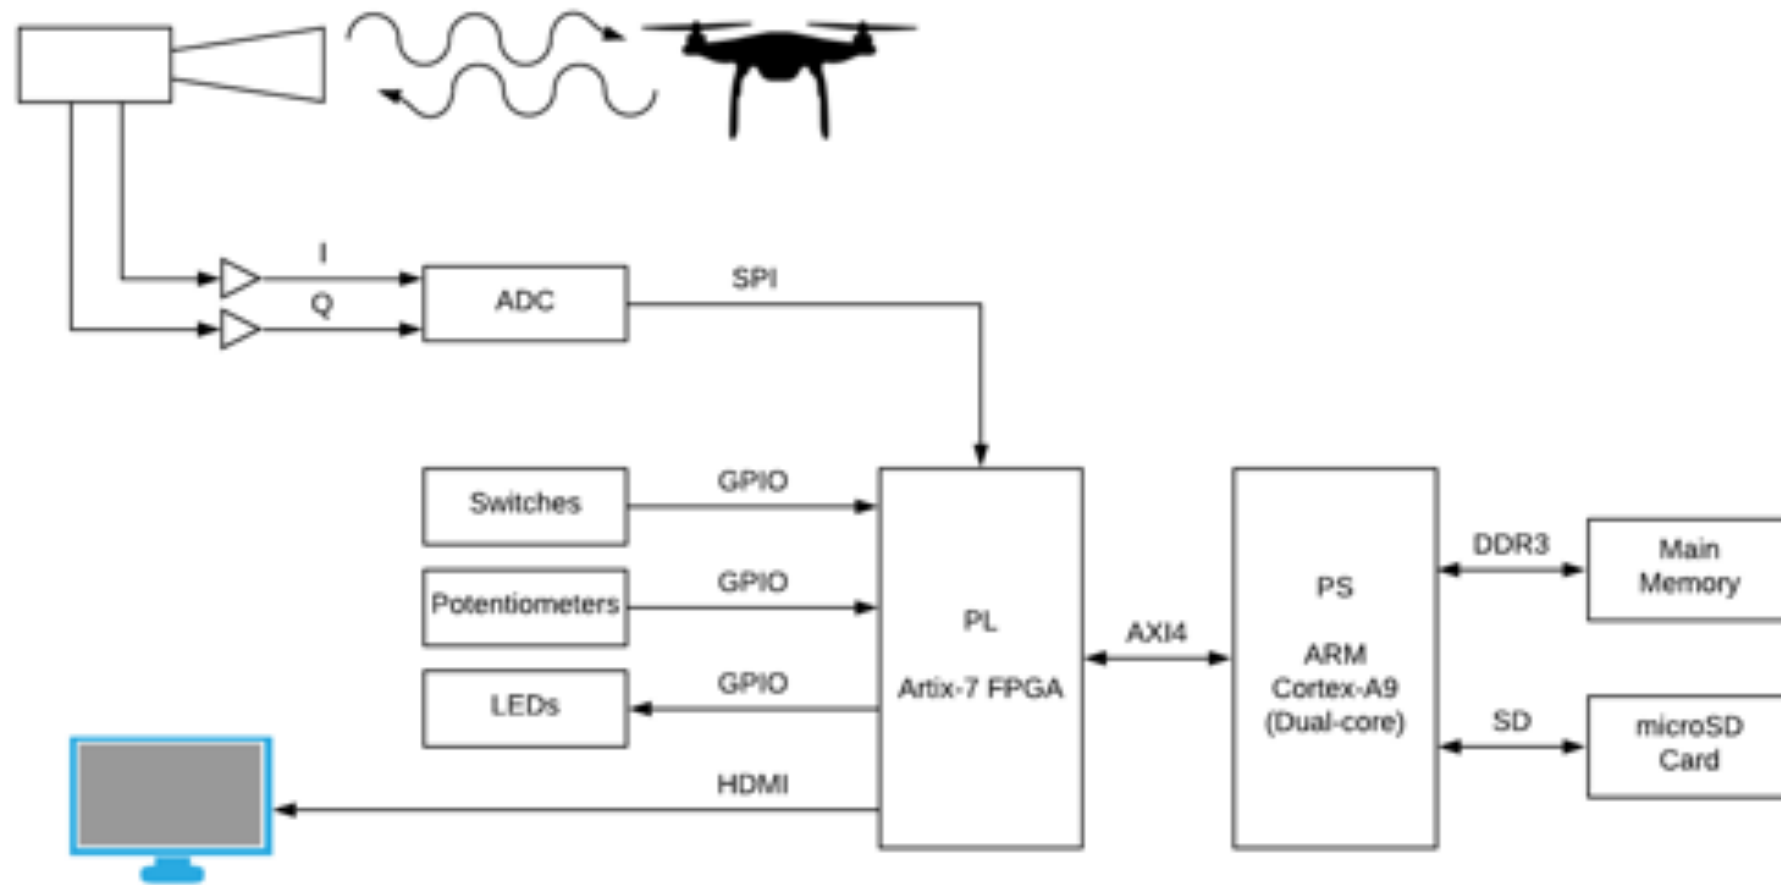 I
Q
ADC
SPI
Switches
GPIO
Potentiometers
GPIO
LEDs
GPIO
HDMI
PL
Artix-7 FPGA
AXI4
PS
ARM
Cortex-A9
(Dual-core)
DDR3
Main
Memory
SD
microSD
Card